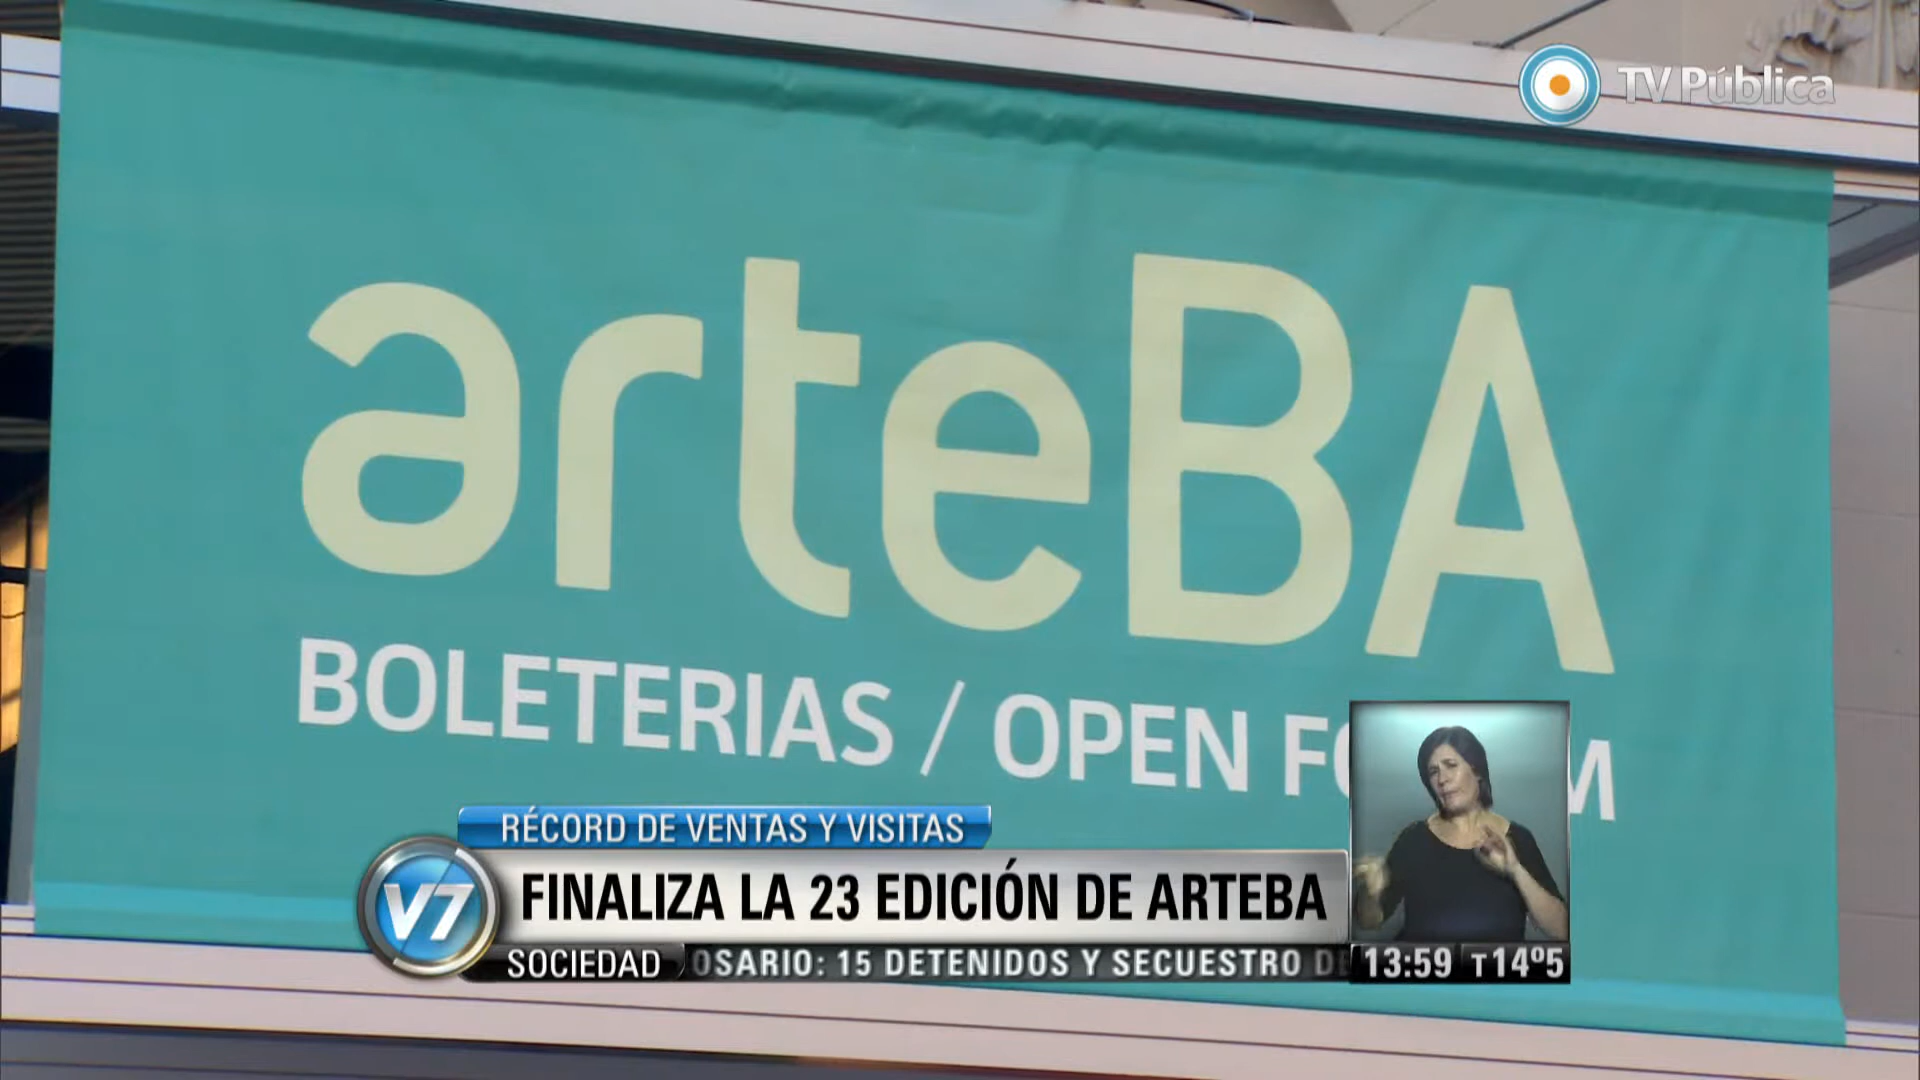 TV Pública
arteBA
BOLETERIAS / OPEN
RÉCORD DE VENTAS Y VISITAS
V7
FINALIZA LA 23 EDICIÓN DE ARTEBA
SOCIEDAD
OSARIO: 15 DETENIDOS Y SECUESTRO DE
13:59 T14º5